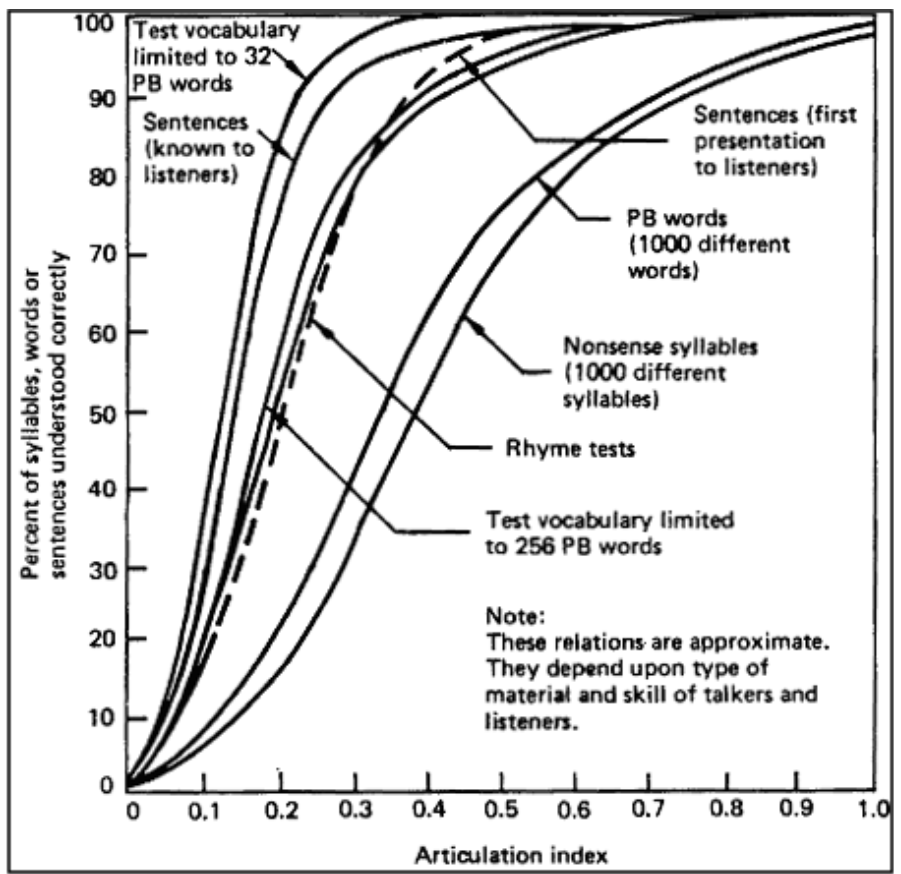 100
90
80
70
60
50
40
30
20
10
0
Percent of syllables, words or
sentences understood correctly
Test vocabulary
limited to 32
PB words
Sentences
(known to
listeners)
Sentences (first
presentation
to listeners)
PB words
(1000 different
words)
Nonsense syllables
(1000 different
syllables)
Rhyme tests
Test vocabulary limited
to 256 PB words
Note:
These relations are approximate.
They depend upon type of
material and skill of talkers and
listeners.
0 0.1 0.2 0.3 0.4 0.5 0.6 0.7 0.8 0.9 1.0
Articulation index